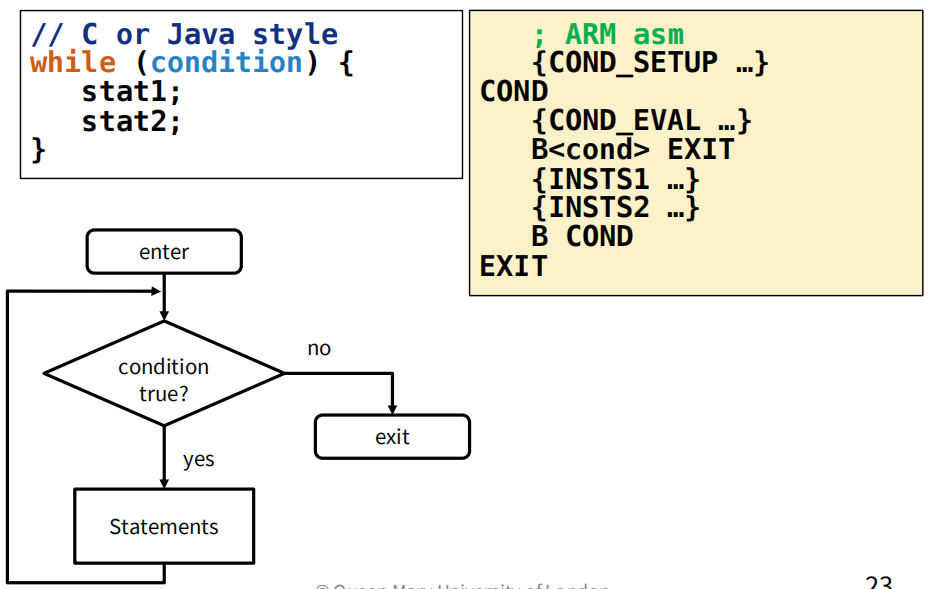 // C or Java style
while (condition) {
   stat1;
   stat2;
}
    ; ARM asm
    {COND_SETUP …}
COND
    {COND_EVAL …}
    B<cond> EXIT
    {INSTS1 …}
    {INSTS2 …}
    B COND
EXIT
enter
condition
true?
no
exit
yes
Statements
© Queen Mary University of London
23